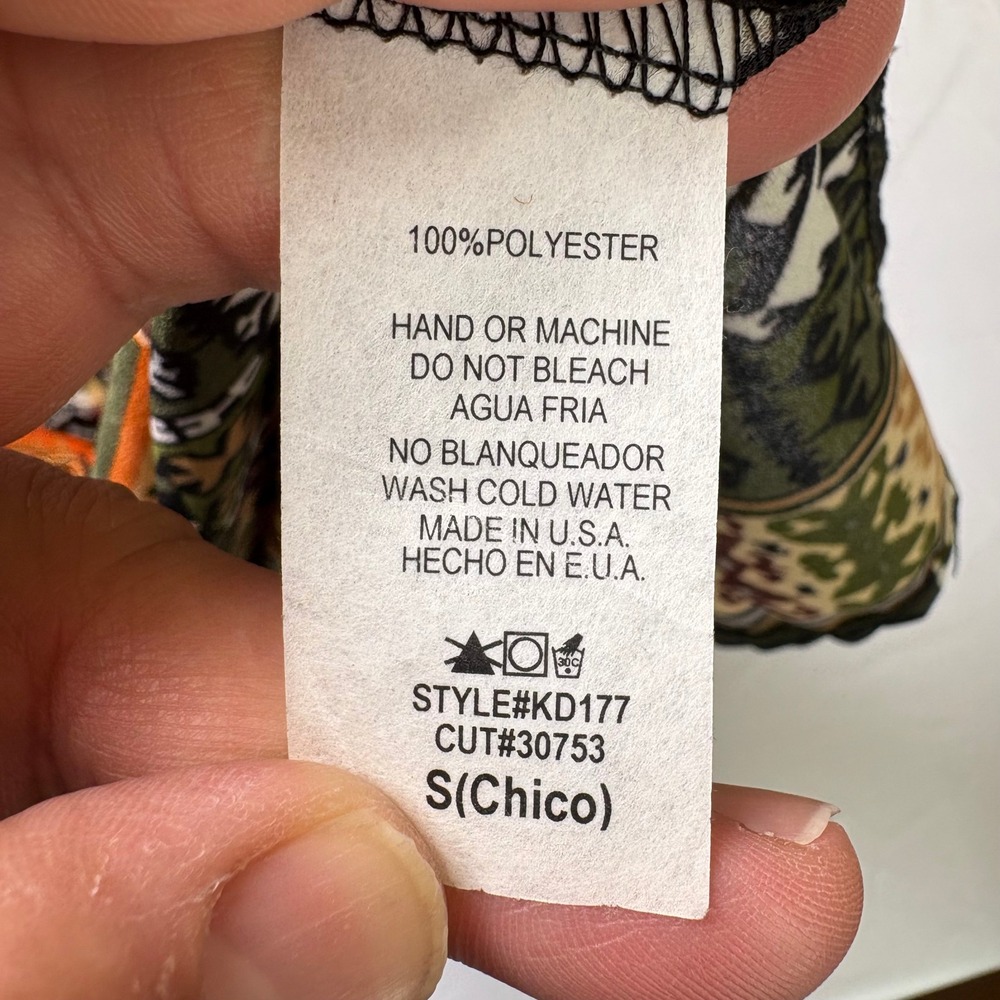 100%POLYESTER
HAND OR MACHINE
DO NOT BLEACH
AGUA FRIA
NO BLANQUEADOR
WASH COLD WATER
MADE IN U.S.A.
HECHO EN E.U.A.
30C
STYLE#KD177
CUT#30753
S(Chico)